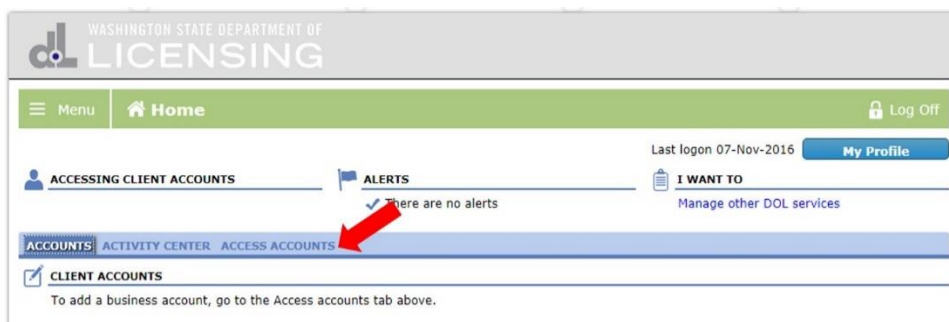 WASHINGTON STATE DEPARTMENT OF
dL LICENSING
Menu Home Log Off
Last logon 07-Nov-2016 My Profile
ACCESSING CLIENT ACCOUNTS ALERTS I WANT TO
There are no alerts Manage other DOL services
ACCOUNTS ACTIVITY CENTER ACCESS ACCOUNTS
CLIENT ACCOUNTS
To add a business account, go to the Access accounts tab above.